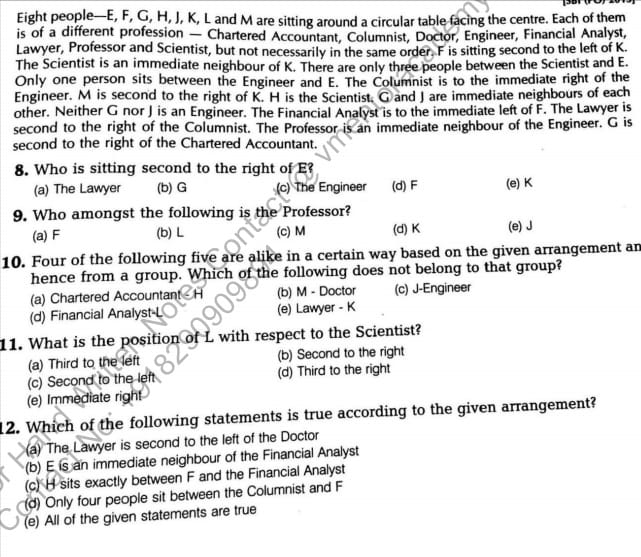 Eight people—E, F, G, H, J, K, L and M are sitting around a circular table facing the centre. Each of them
is of a different profession — Chartered Accountant, Columnist, Doctor, Engineer, Financial Analyst,
Lawyer, Professor and Scientist, but not necessarily in the same order. F is sitting second to the left of K.
The Scientist is an immediate neighbour of K. There are only three people between the Scientist and E.
Only one person sits between the Engineer and E. The Columnist is to the immediate right of the
Engineer. M is second to the right of K. H is the Scientist. G and J are immediate neighbours of each
other. Neither G nor J is an Engineer. The Financial Analyst is to the immediate left of F. The Lawyer is
second to the right of the Columnist. The Professor is an immediate neighbour of the Engineer. G is
second to the right of the Chartered Accountant.
8. Who is sitting second to the right of E?
(a) The Lawyer (b) G (c) The Engineer (d) F (e) K
9. Who amongst the following is the Professor?
(a) F (b) L (c) M (d) K (e) J
10. Four of the following five are alike in a certain way based on the given arrangement an
hence from a group. Which of the following does not belong to that group?
(a) Chartered Accountant - H (b) M - Doctor (c) J-Engineer
(d) Financial Analyst-L (e) Lawyer - K
11. What is the position of L with respect to the Scientist?
(a) Third to the left (b) Second to the right
(c) Second to the left (d) Third to the right
(e) Immediate right
12. Which of the following statements is true according to the given arrangement?
(a) The Lawyer is second to the left of the Doctor
(b) E is an immediate neighbour of the Financial Analyst
(c) H sits exactly between F and the Financial Analyst
(d) Only four people sit between the Columnist and F
(e) All of the given statements are true